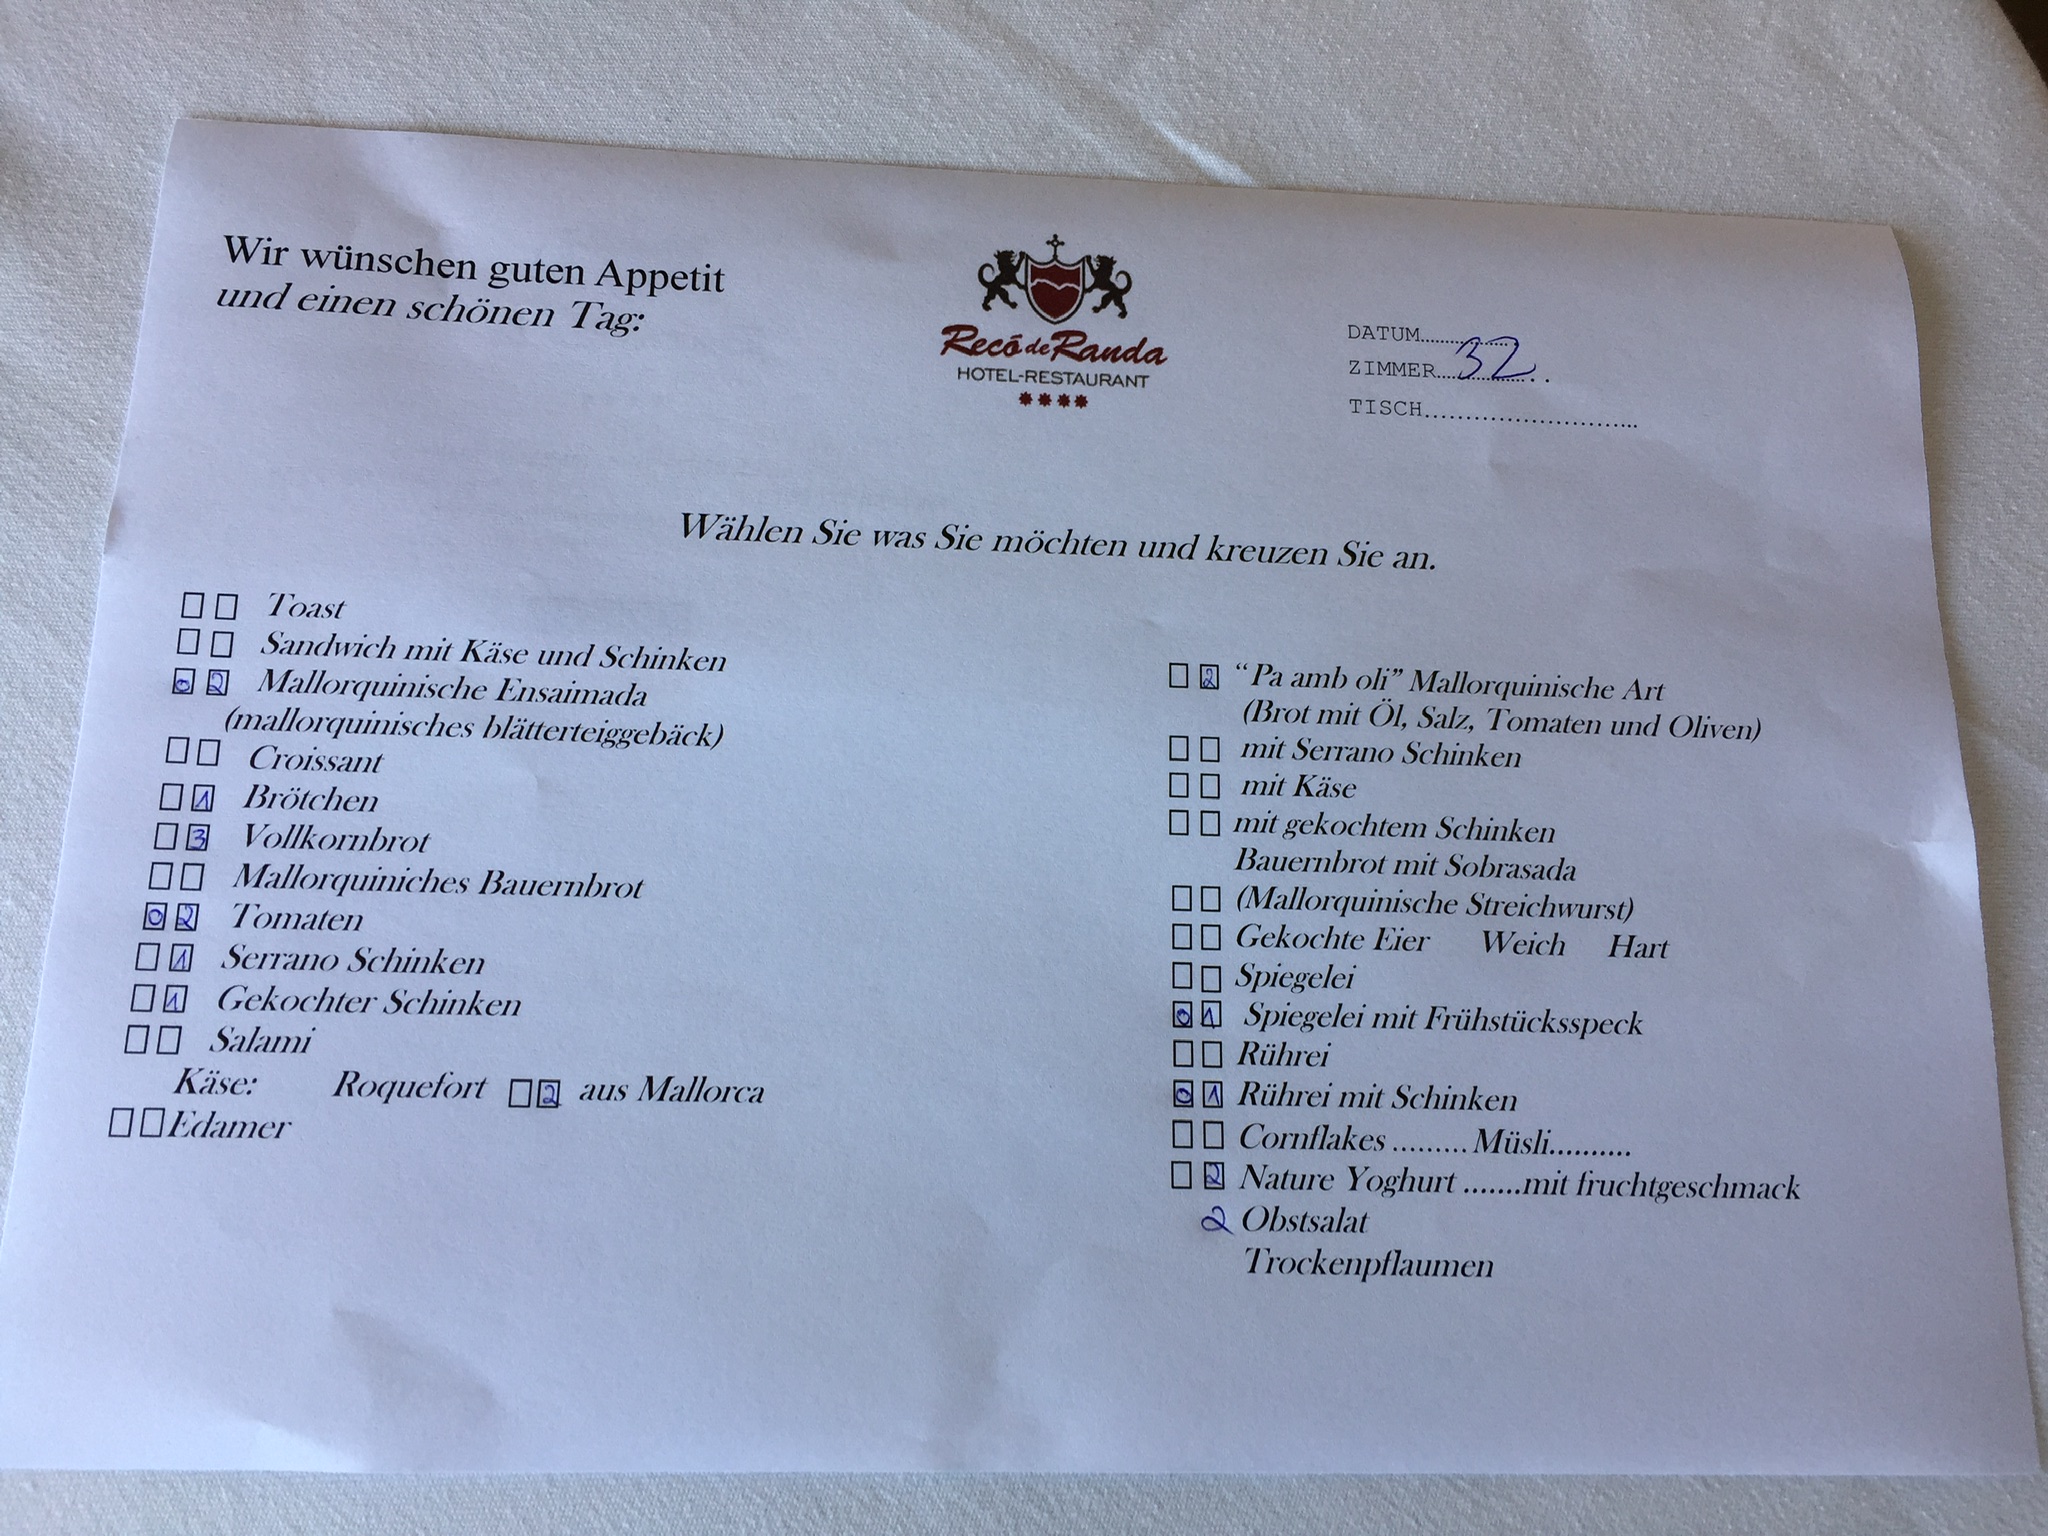 Wir wünschen guten Appetit
und einen schönen Tag:
Recó de Randa
HOTEL-RESTAURANT
DATUM..................
ZIMMER....32...........
TISCH.............................
Wählen Sie was Sie möchten und kreuzen Sie an.
☐ ☐ Toast
☐ ☐ Sandwich mit Käse und Schinken
0 2 Mallorquinische Ensaimada
(mallorquinisches blätterteiggebäck)
☐ ☐ Croissant
☐ 1 Brötchen
☐ 3 Vollkornbrot
☐ ☐ Mallorquiniches Bauernbrot
0 2 Tomaten
☐ 1 Serrano Schinken
☐ 1 Gekochter Schinken
☐ ☐ Salami
Käse: Roquefort ☐ 2 aus Mallorca
☐ ☐ Edamer
☐ 2 “Pa amb oli” Mallorquinische Art
(Brot mit Öl, Salz, Tomaten und Oliven)
☐ ☐ mit Serrano Schinken
☐ ☐ mit Käse
☐ ☐ mit gekochtem Schinken
Bauernbrot mit Sobrasada
☐ ☐ (Mallorquinische Streichwurst)
☐ ☐ Gekochte Eier Weich Hart
☐ ☐ Spiegelei
0 1 Spiegelei mit Frühstücksspeck
☐ ☐ Rührei
0 1 Rührei mit Schinken
☐ ☐ Cornflakes ......... Müsli..........
☐ 2 Nature Yoghurt .......mit fruchtgeschmack
2 Obstsalat
Trockenpflaumen